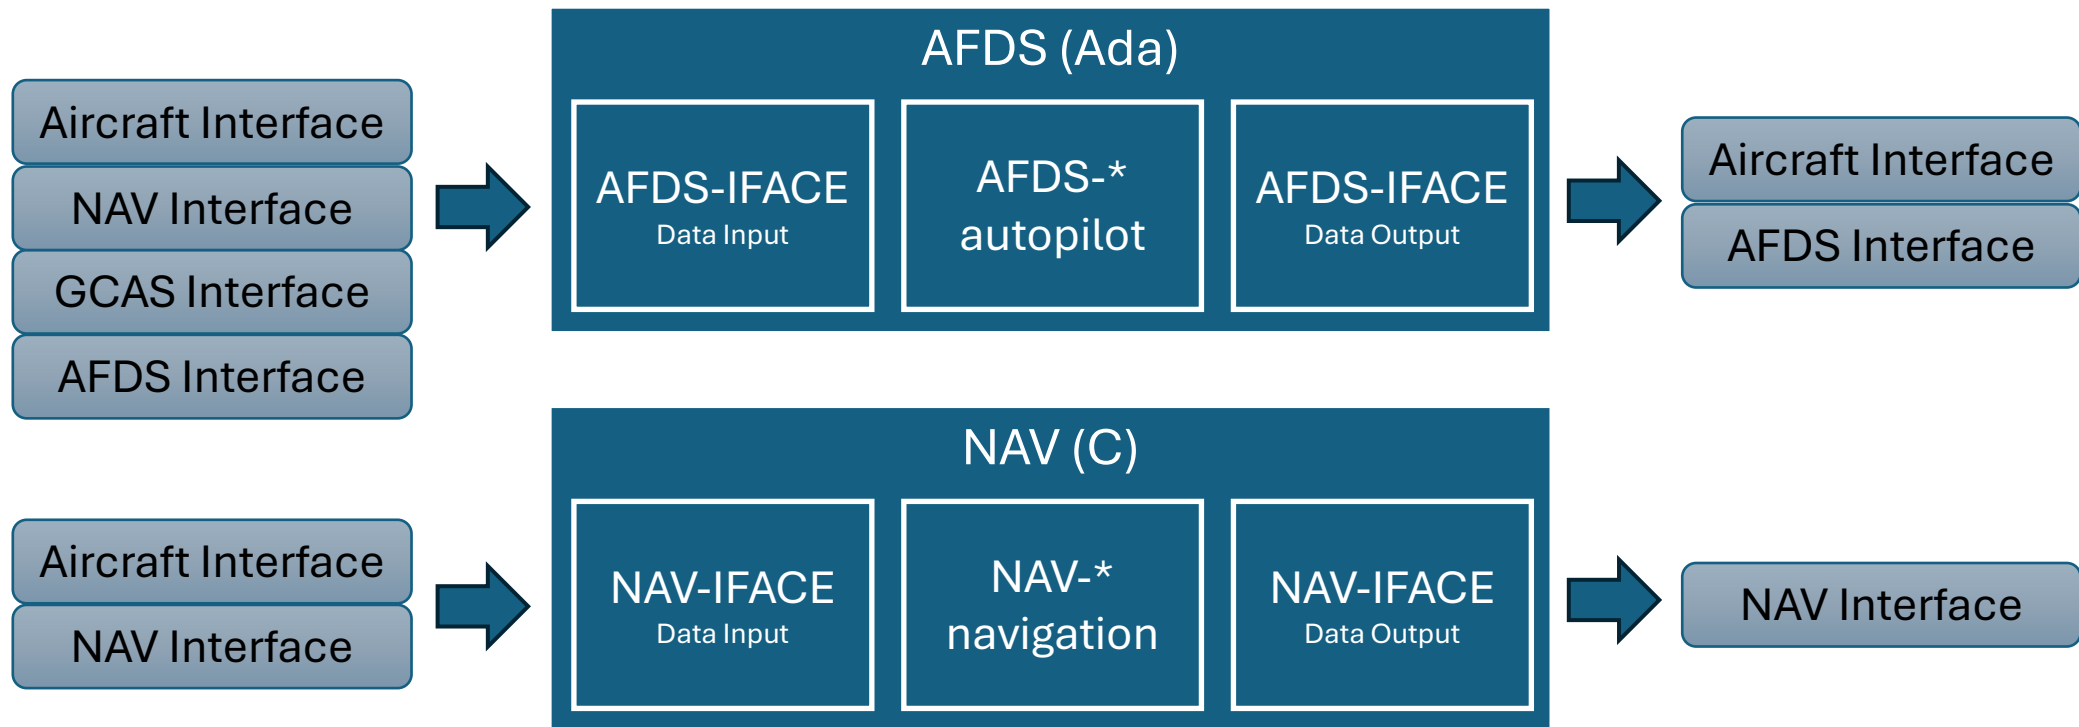 AFDS (Ada)
Aircraft Interface
NAV Interface
GCAS Interface
AFDS Interface
AFDS-IFACE
Data Input
AFDS-*
autopilot
AFDS-IFACE
Data Output
Aircraft Interface
AFDS Interface
NAV (C)
Aircraft Interface
NAV Interface
NAV-IFACE
Data Input
NAV-*
navigation
NAV-IFACE
Data Output
NAV Interface